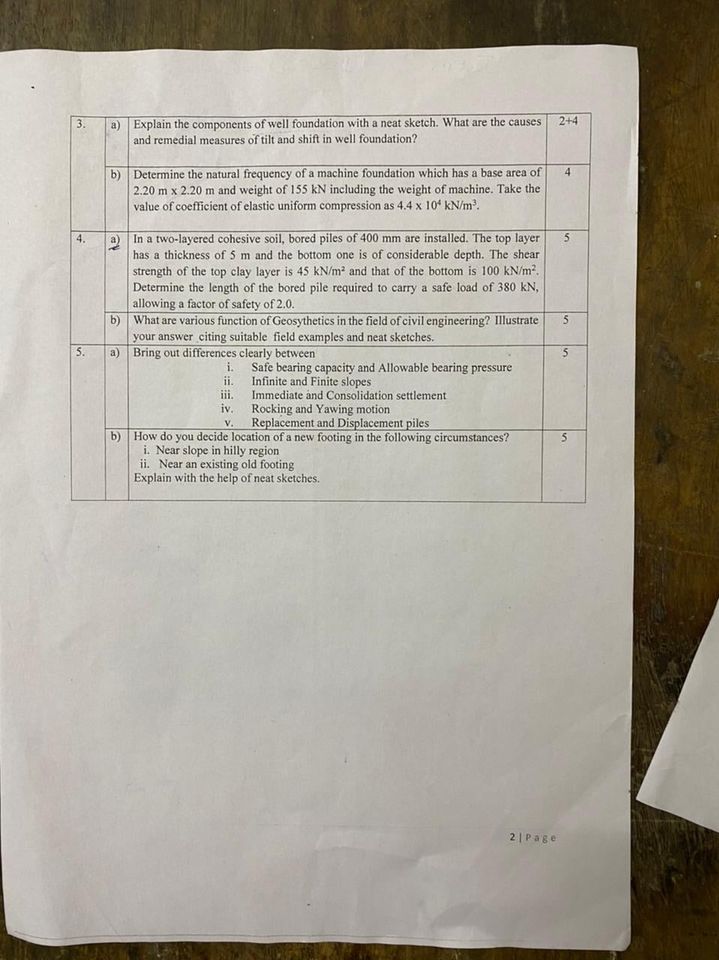 3. a) Explain the components of well foundation with a neat sketch. What are the causes 2+4
and remedial measures of tilt and shift in well foundation?
b) Determine the natural frequency of a machine foundation which has a base area of 4
2.20 m x 2.20 m and weight of 155 kN including the weight of machine. Take the
value of coefficient of elastic uniform compression as 4.4 x 10⁴ kN/m³.
4. a) In a two-layered cohesive soil, bored piles of 400 mm are installed. The top layer 5
has a thickness of 5 m and the bottom one is of considerable depth. The shear
strength of the top clay layer is 45 kN/m² and that of the bottom is 100 kN/m².
Determine the length of the bored pile required to carry a safe load of 380 kN,
allowing a factor of safety of 2.0.
b) What are various function of Geosythetics in the field of civil engineering? Illustrate 5
your answer citing suitable field examples and neat sketches.
5. a) Bring out differences clearly between 5
i. Safe bearing capacity and Allowable bearing pressure
ii. Infinite and Finite slopes
iii. Immediate and Consolidation settlement
iv. Rocking and Yawing motion
v. Replacement and Displacement piles
b) How do you decide location of a new footing in the following circumstances? 5
i. Near slope in hilly region
ii. Near an existing old footing
Explain with the help of neat sketches.
2 | Page